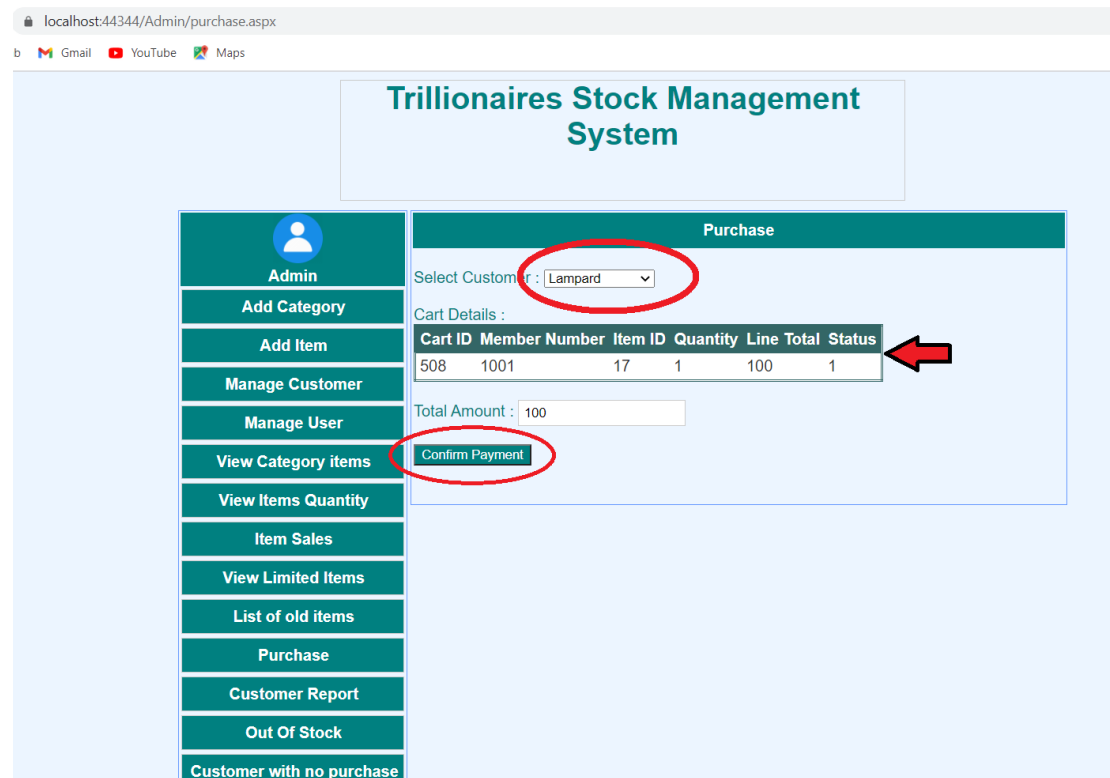 localhost:44344/Admin/purchase.aspx
b Gmail YouTube Maps
Trillionaires Stock Management
System
Admin
Add Category
Add Item
Manage Customer
Manage User
View Category items
View Items Quantity
Item Sales
View Limited Items
List of old items
Purchase
Customer Report
Out Of Stock
Customer with no purchase
Purchase
Select Customer : Lampard
Cart Details :
Cart ID Member Number Item ID Quantity Line Total Status
508 1001 17 1 100 1
Total Amount : 100
Confirm Payment